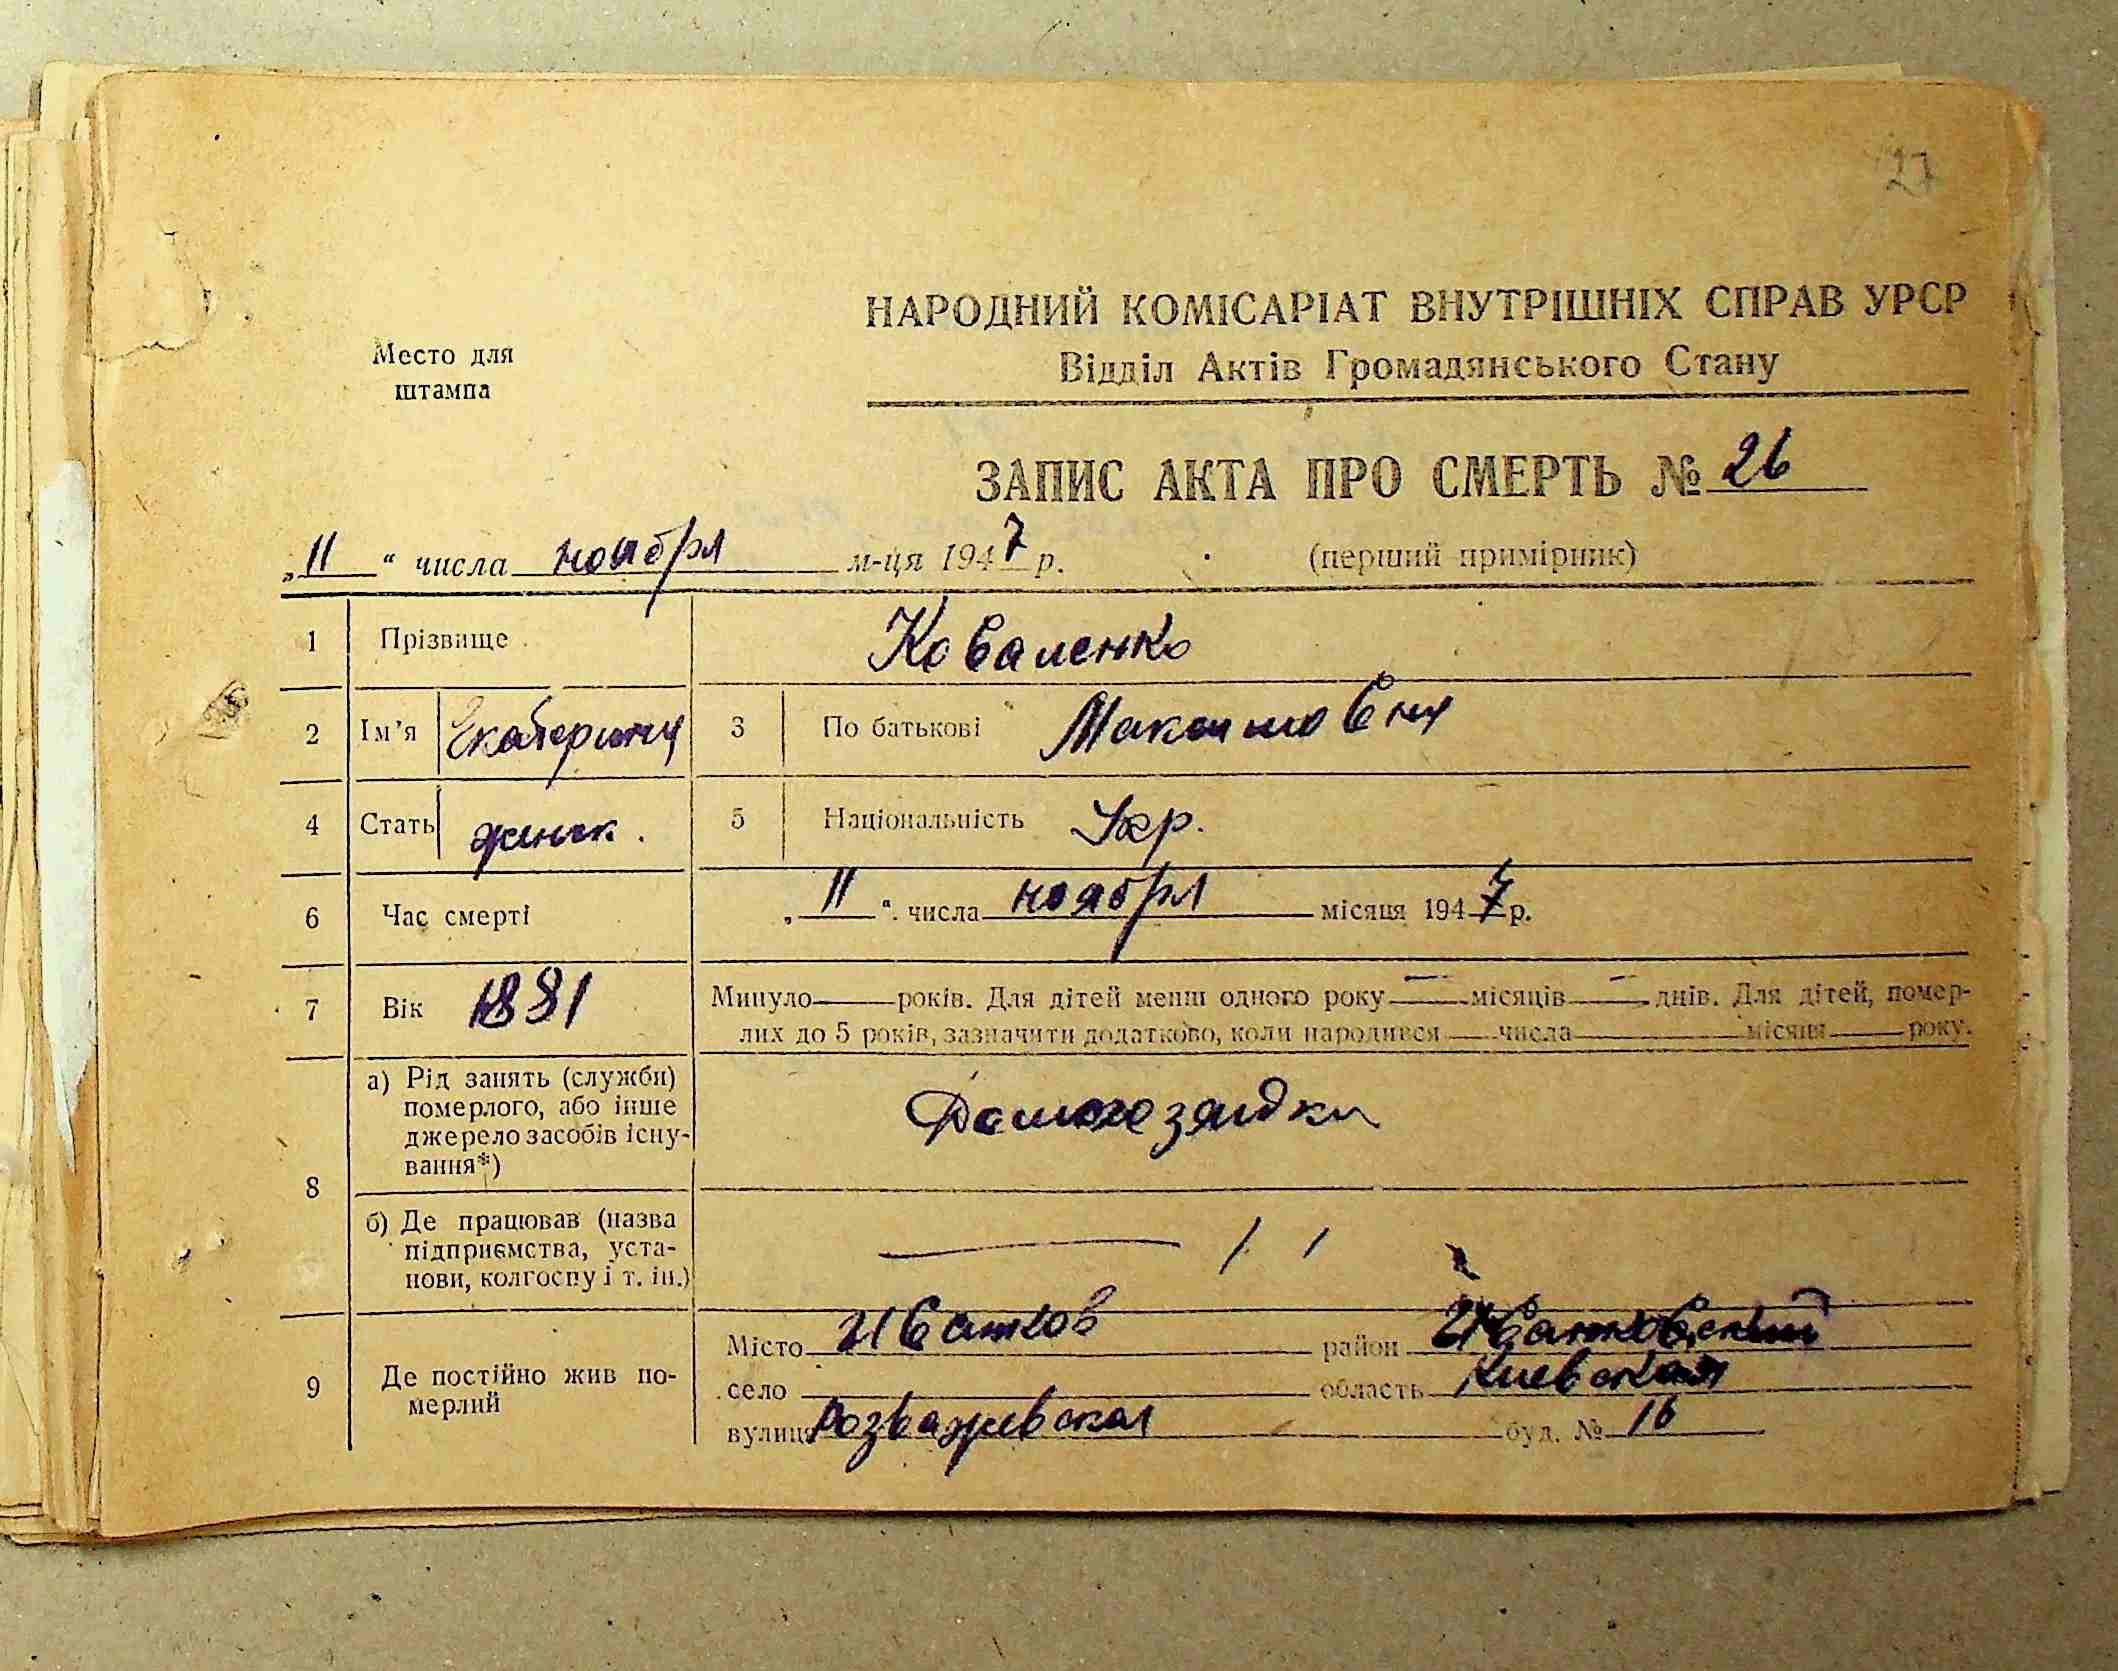 27
НАРОДНИЙ КОМІСАРІАТ ВНУТРІШНІХ СПРАВ УРСР
Место для
штампа
Відділ Актів Громадянського Стану
ЗАПИС АКТА ПРО СМЕРТЬ № 26
„11“ числа ноября м-ця 1947 р. (перший примірник)
1 Прізвище Коваленко
2 Ім'я Екатерина 3 По батькові Максимовна
4 Стать женск. 5 Національність Укр.
6 Час смерті „11“ числа ноября місяця 1947 р.
7 Вік 1881 Минуло — років. Для дітей менш одного року — місяців — днів. Для дітей, помер-
лих до 5 років, зазначити додатково, коли народився — числа — місяця — року.
8 а) Рід занять (служби)
померлого, або інше
джерело засобів існу-
вання*) Домохозяйка
б) Де працював (назва
підприємства, уста-
нови, колгоспу і т. ін.) — / /
9 Де постійно жив по-
мерлий
Місто Иванков район Иванковский
село — область Киевская
вулиця Розважевская буд. № 16